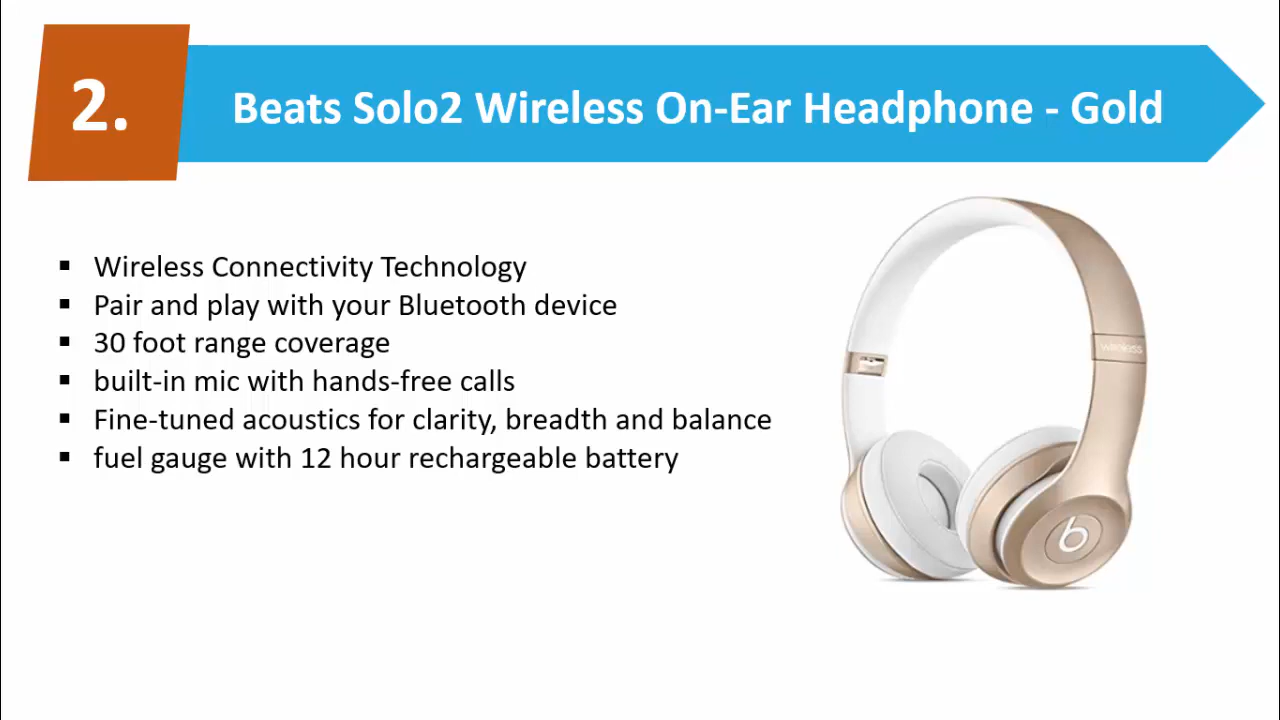 2.
Beats Solo2 Wireless On-Ear Headphone - Gold
▪ Wireless Connectivity Technology
▪ Pair and play with your Bluetooth device
▪ 30 foot range coverage
▪ built-in mic with hands-free calls
▪ Fine-tuned acoustics for clarity, breadth and balance
▪ fuel gauge with 12 hour rechargeable battery
wireless
b